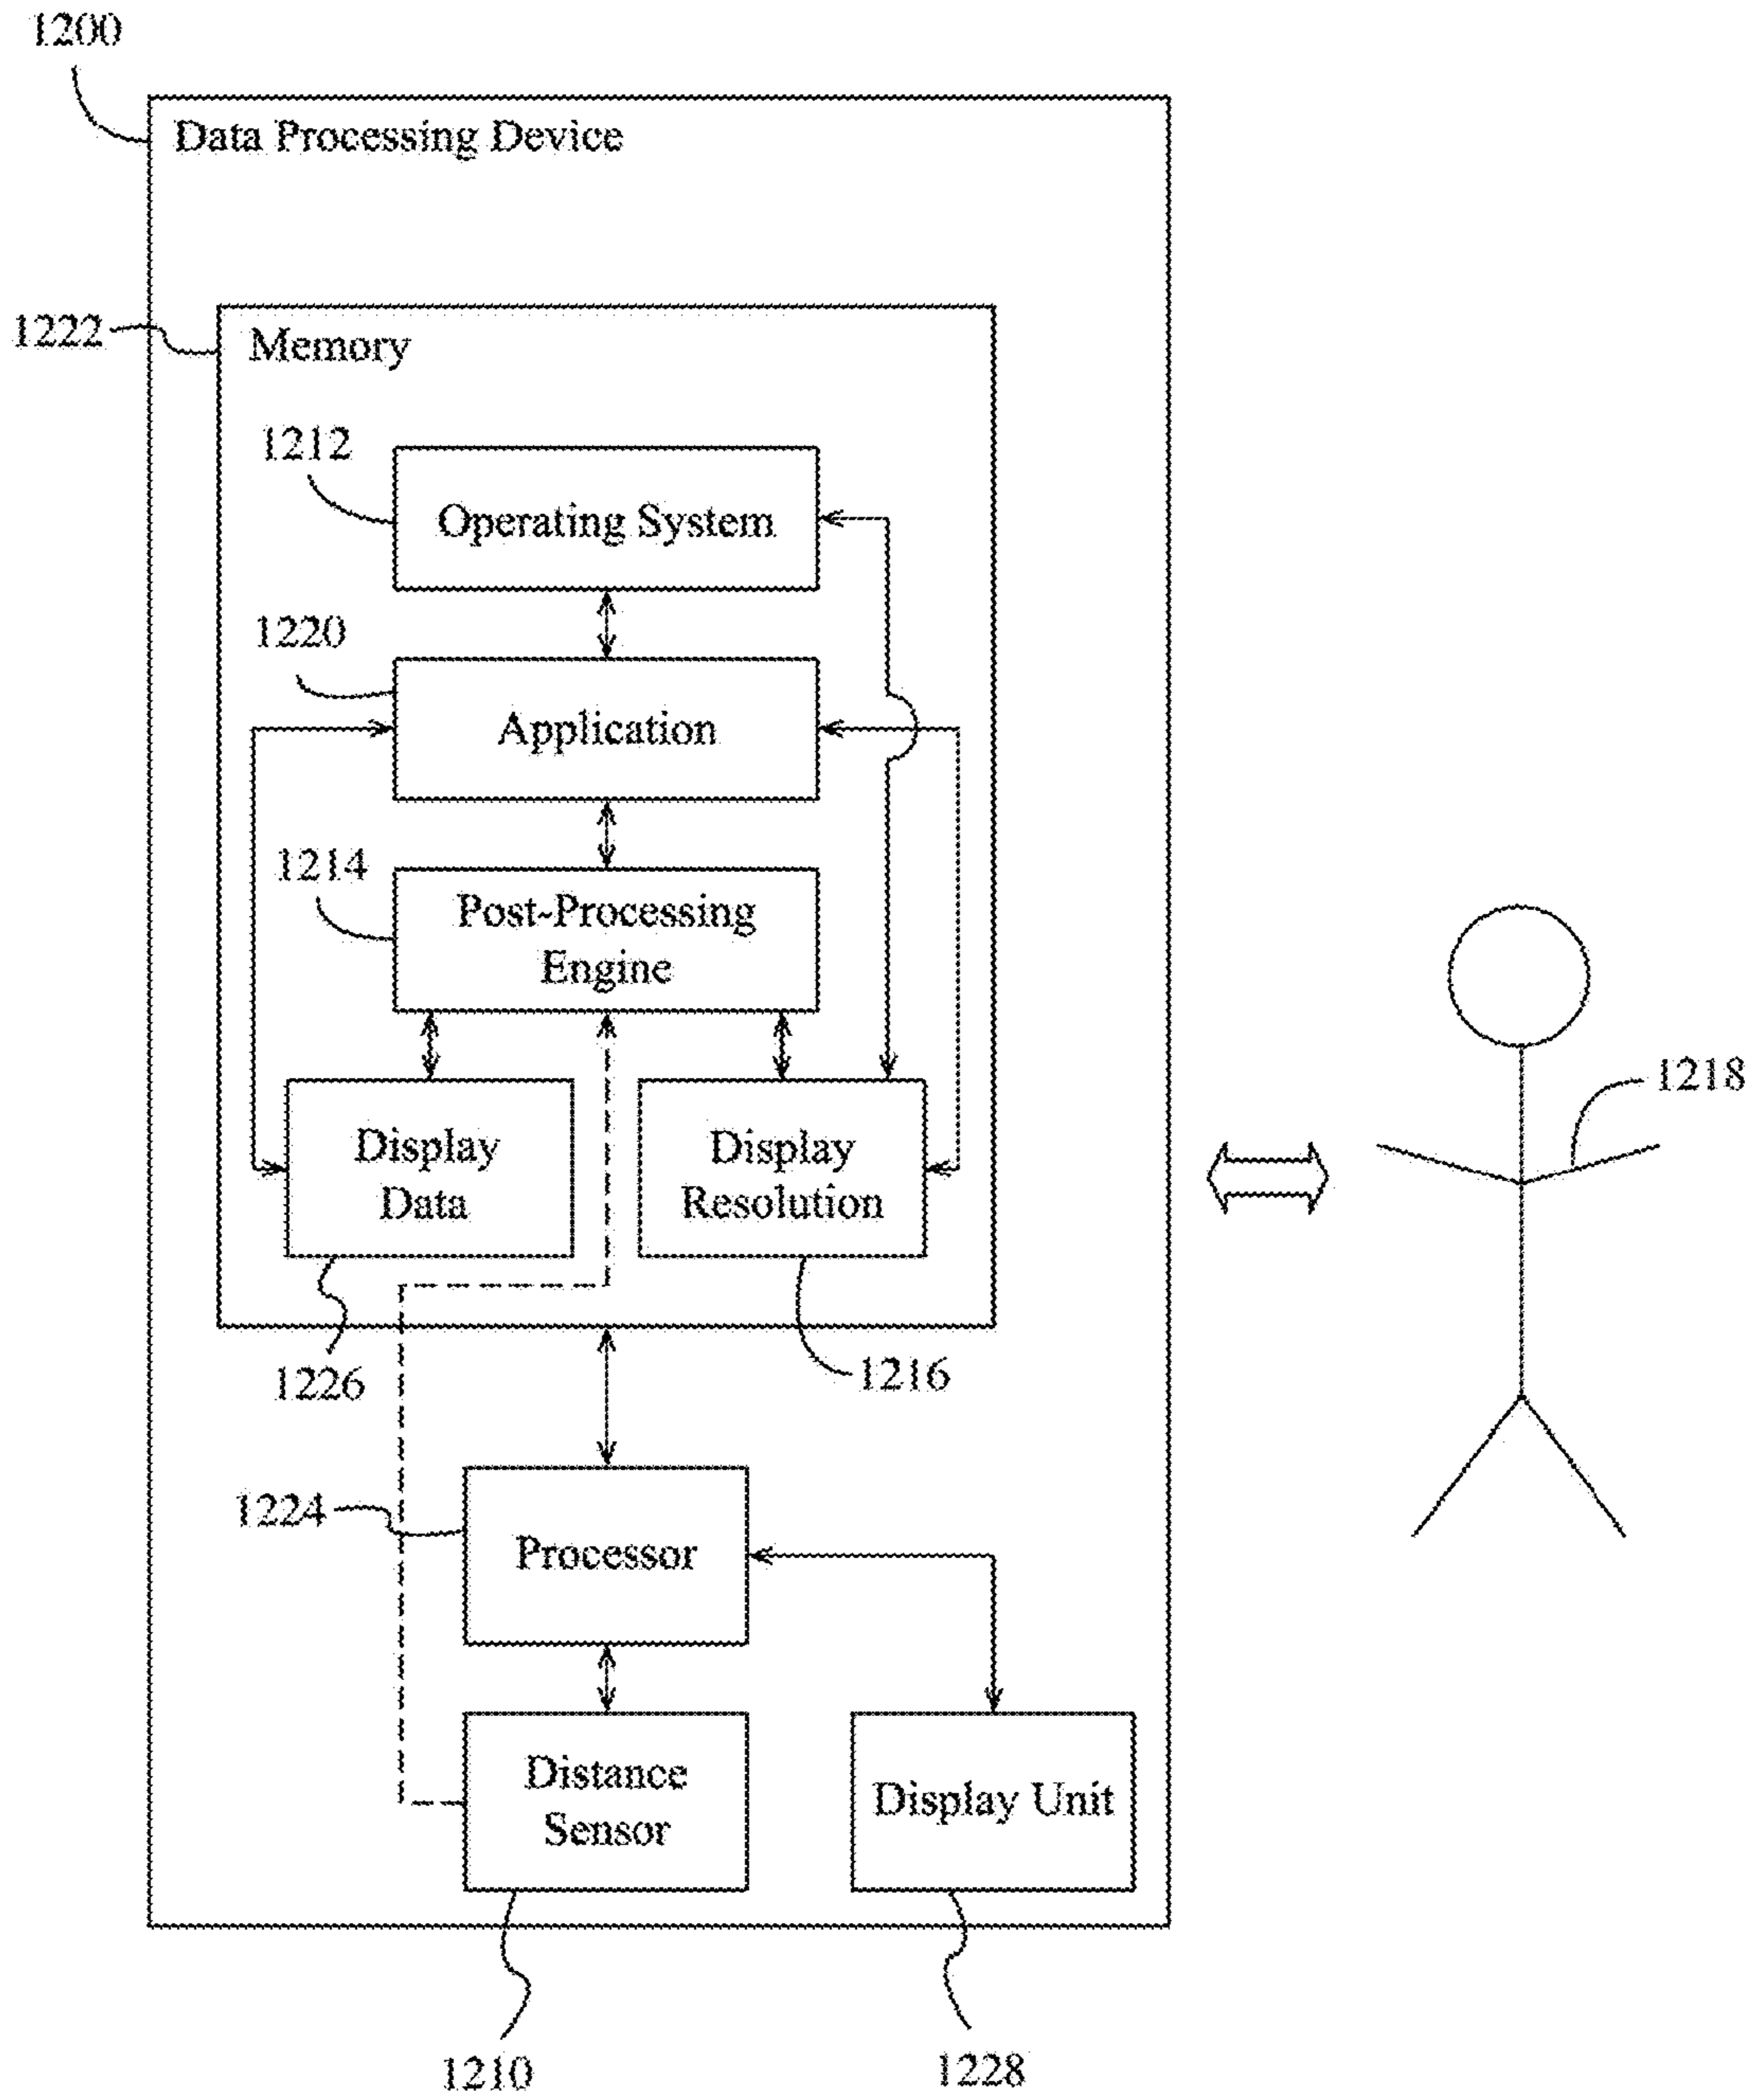 1200
Data Processing Device
1222
Memory
1212
Operating System
1220
Application
1214
Post-Processing
Engine
1218
Display
Data
Display
Resolution
1226
1216
1224
Processor
Distance
Sensor
Display Unit
1210
1228